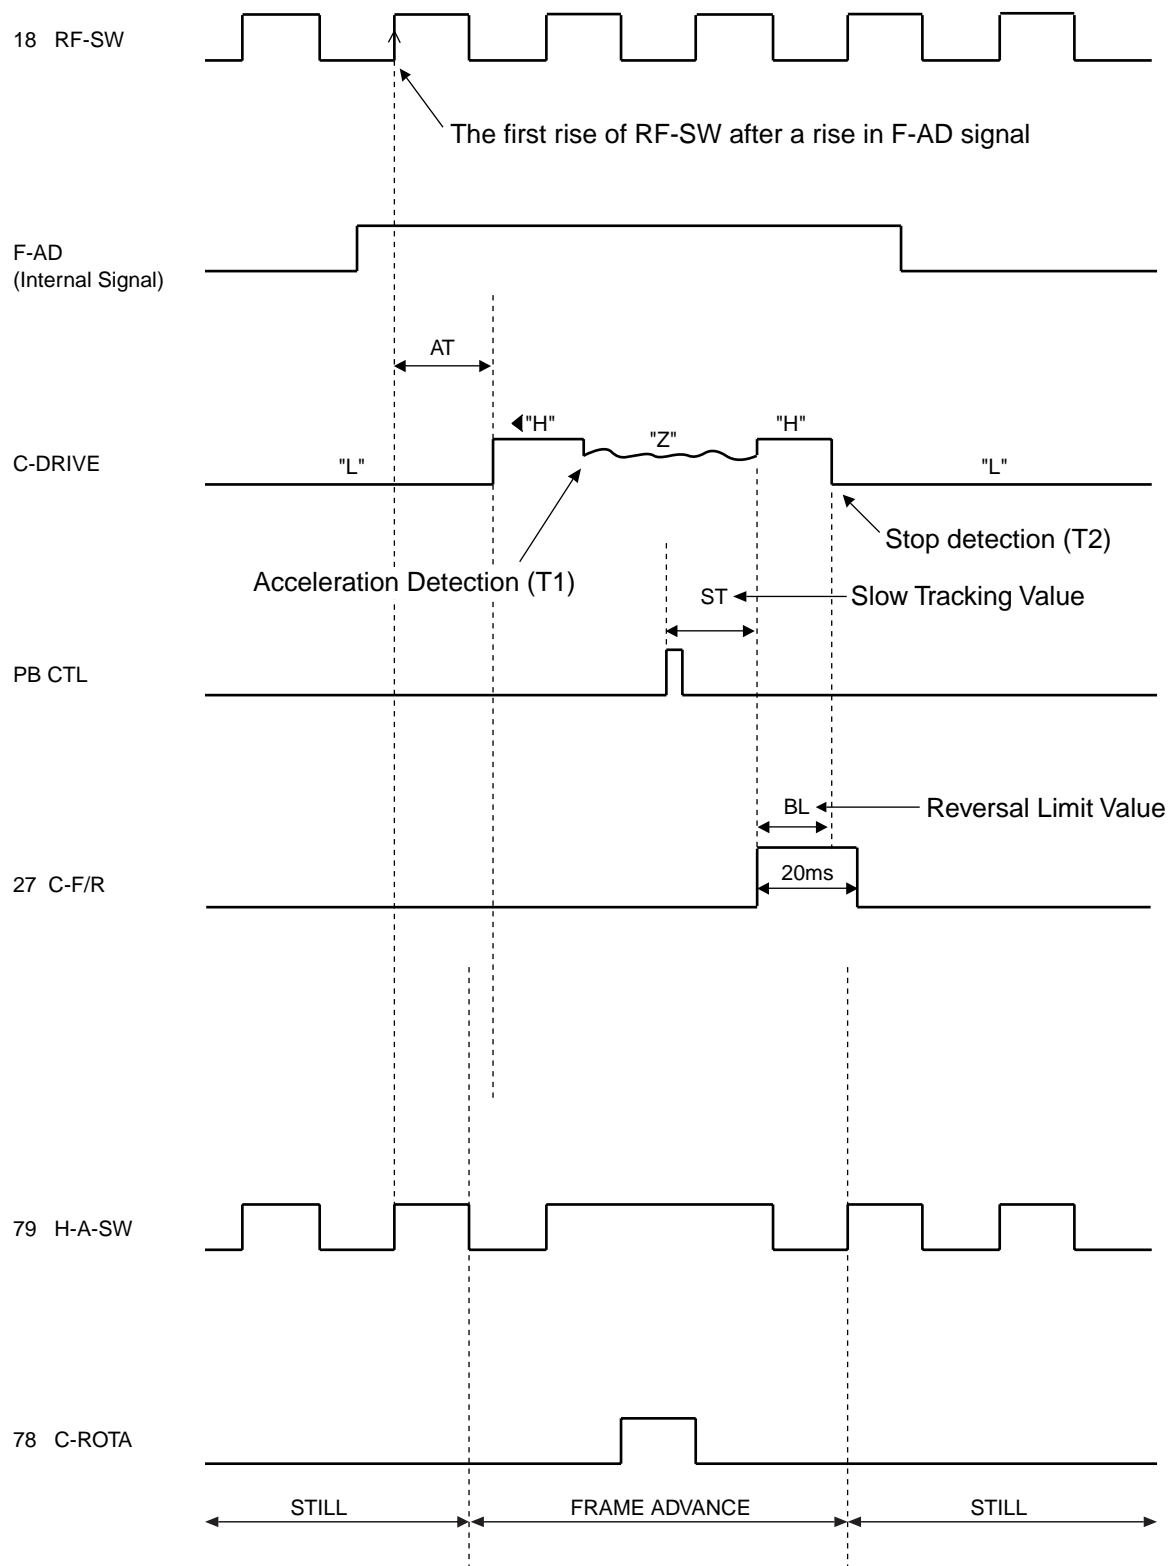 18 RF-SW
The first rise of RF-SW after a rise in F-AD signal
F-AD
(Internal Signal)
AT
"H"
"Z"
"H"
C-DRIVE
"L"
"L"
Stop detection (T2)
Acceleration Detection (T1)
ST
Slow Tracking Value
PB CTL
BL
Reversal Limit Value
27 C-F/R
20ms
79 H-A-SW
78 C-ROTA
STILL
FRAME ADVANCE
STILL